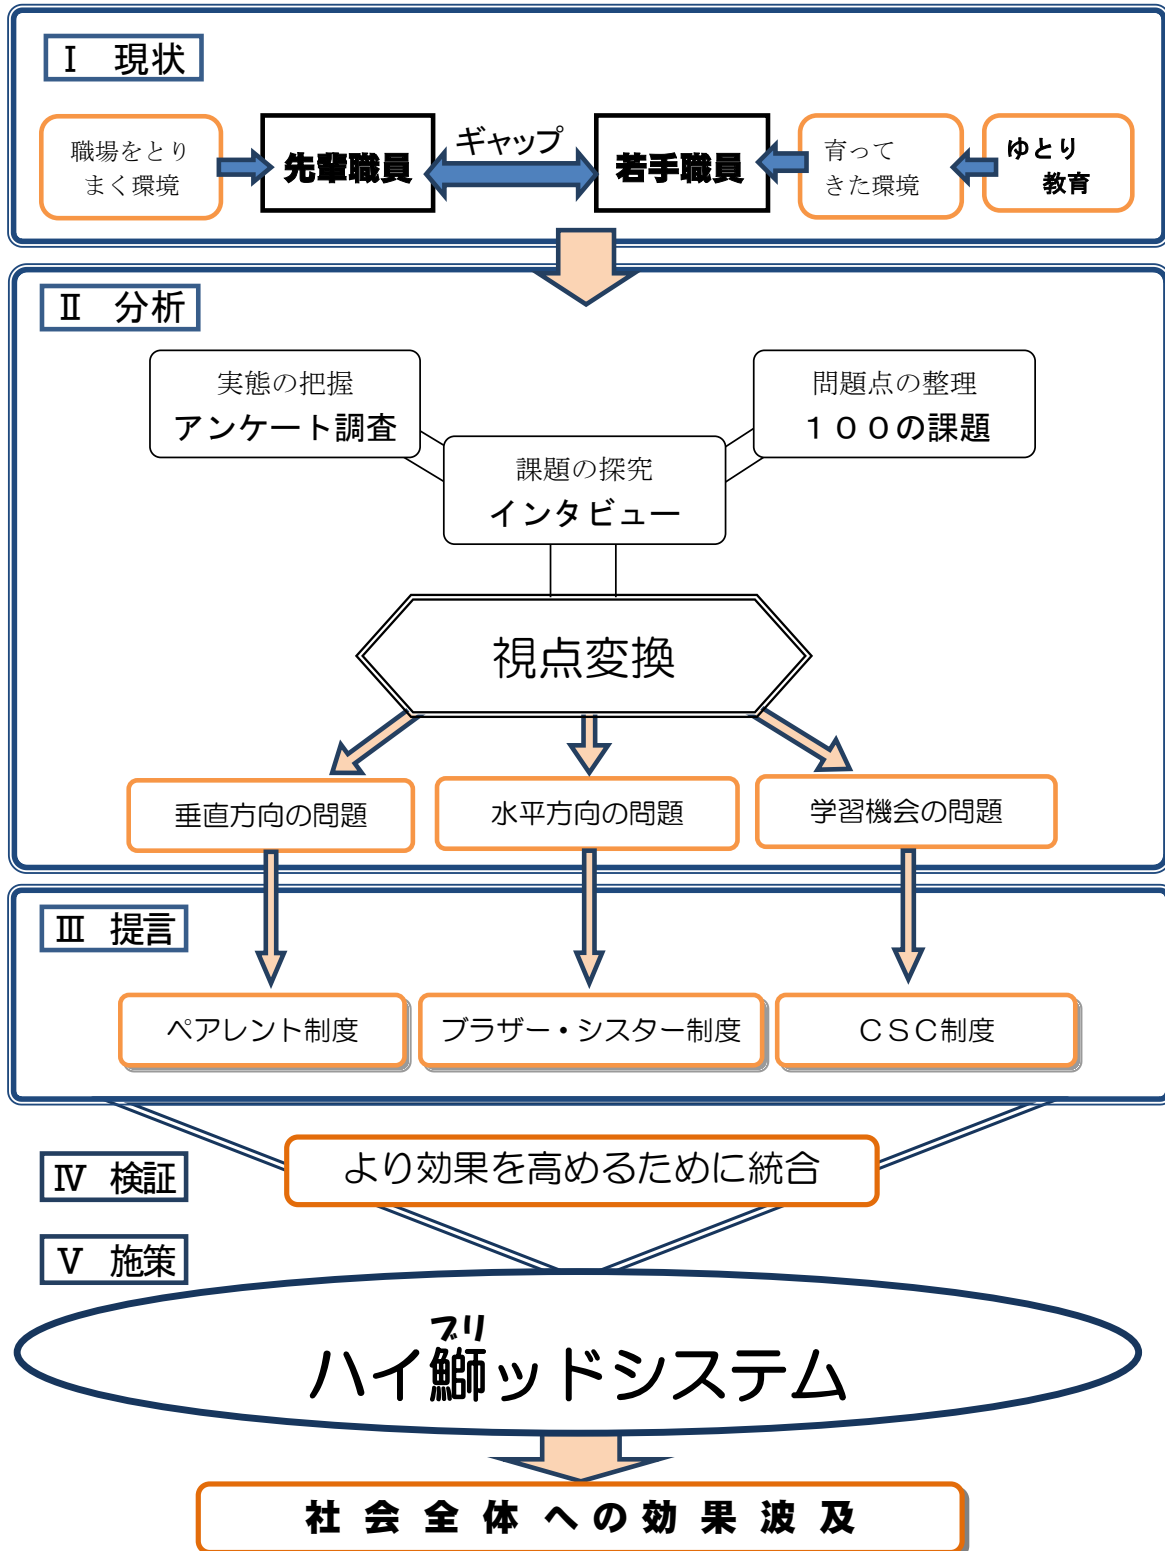 Ⅰ 現状
職場をとり
まく環境
先輩職員
ギャップ
若手職員
育って
きた環境
ゆとり
教育
Ⅱ 分析
実態の把握
アンケート調査
問題点の整理
１００の課題
課題の探究
インタビュー
視点変換
垂直方向の問題
水平方向の問題
学習機会の問題
Ⅲ 提言
ペアレント制度
ブラザー・シスター制度
ＣＳＣ制度
Ⅳ 検証
より効果を高めるために統合
Ⅴ 施策
ブリ
ハイ鰤ッドシステム
社会全体への効果波及